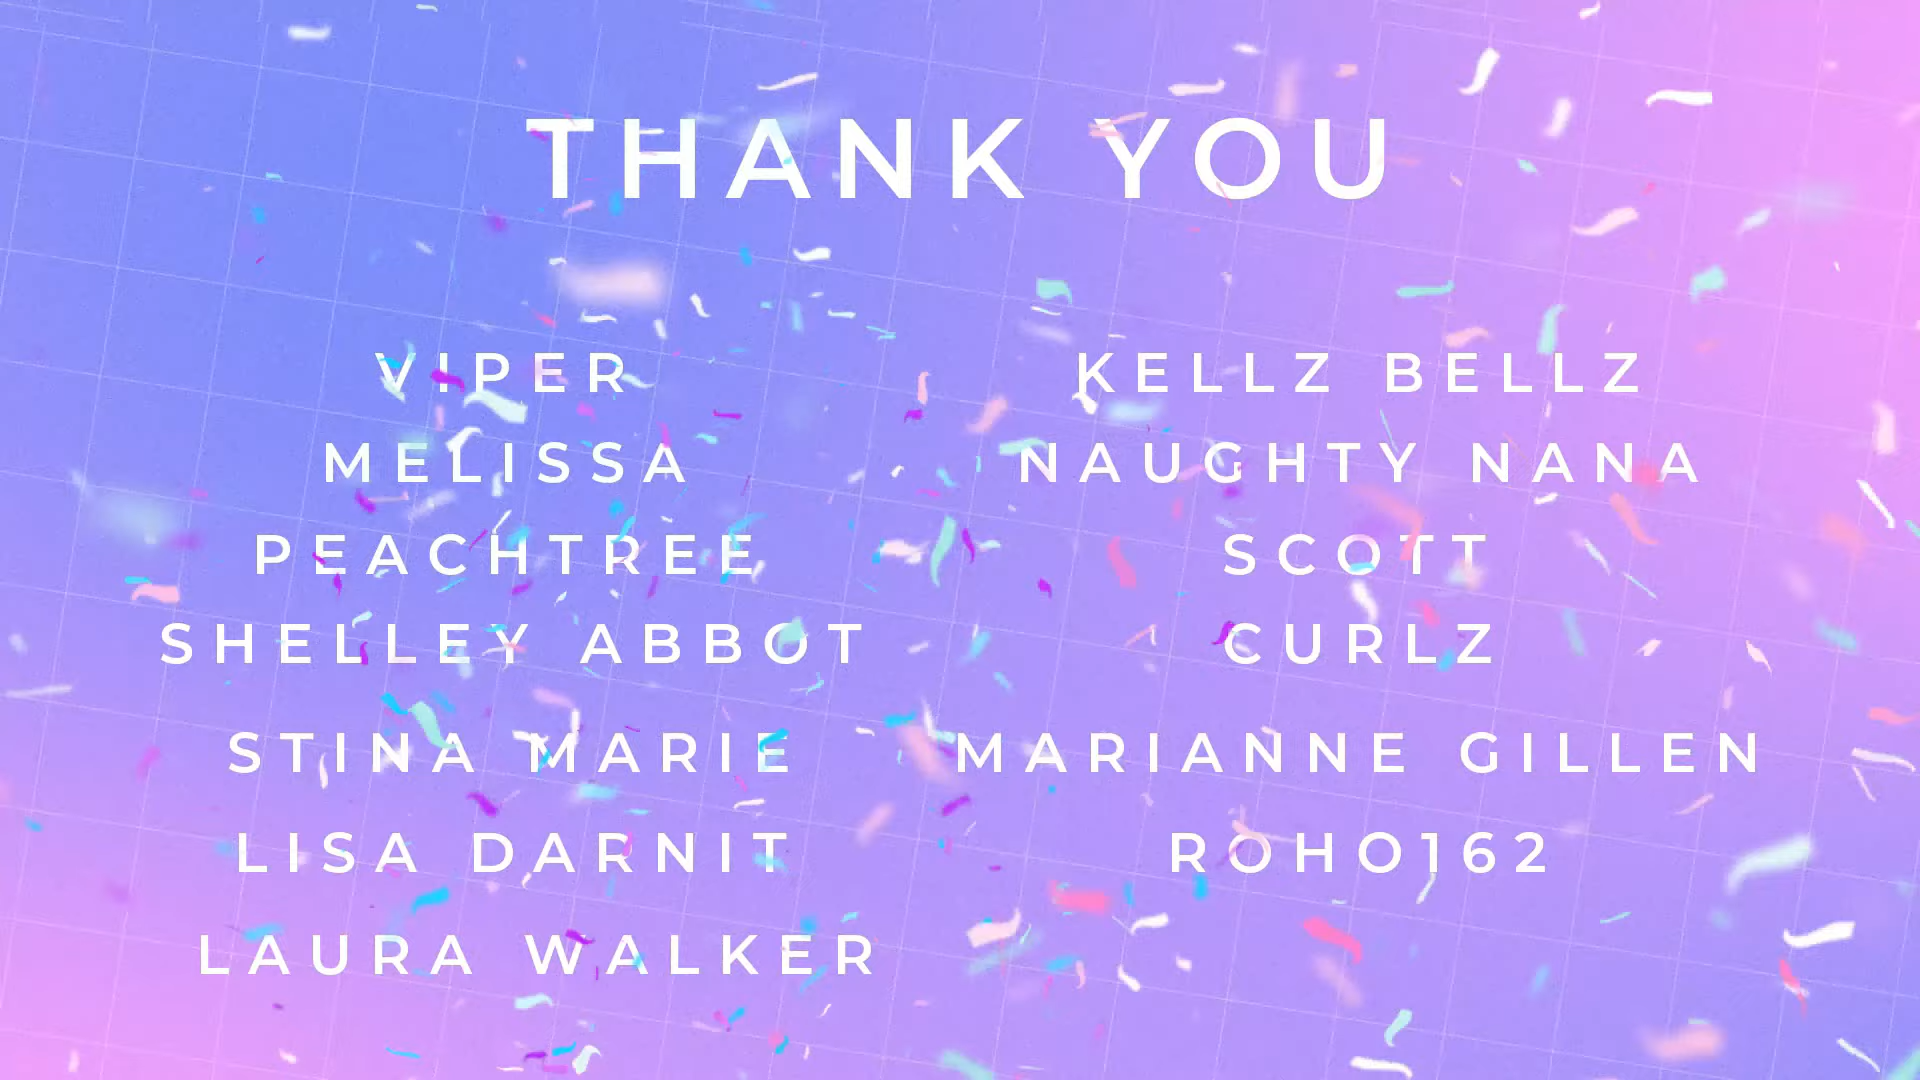 THANK YOU
VIPER
MELISSA
PEACHTREE
SHELLEY ABBOT
STINA MARIE
LISA DARNIT
LAURA WALKER
KELLZ BELLZ
NAUGHTY NANA
SCOTT
CURLZ
MARIANNE GILLEN
ROHO162